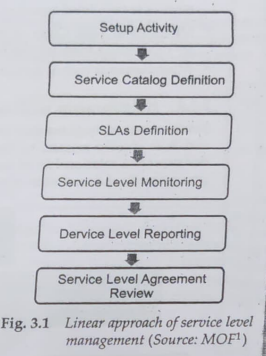 Setup Activity
Service Catalog Definition
SLAs Definition
Service Level Monitoring
Dervice Level Reporting
Service Level Agreement
Review
Fig. 3.1 Linear approach of service level
management (Source: MOF¹)